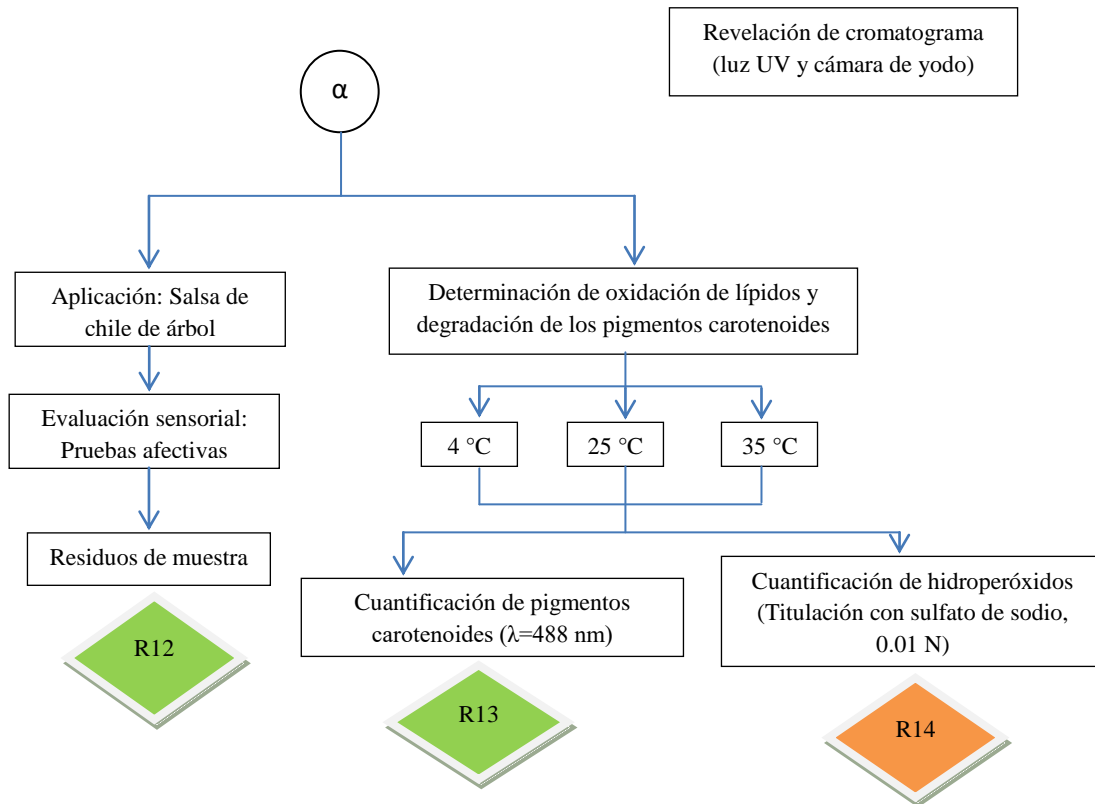 Revelación de cromatograma
(luz UV y cámara de yodo)
α
Aplicación: Salsa de
chile de árbol
Determinación de oxidación de lípidos y
degradación de los pigmentos carotenoides
Evaluación sensorial:
Pruebas afectivas
4 °C
25 °C
35 °C
Residuos de muestra
Cuantificación de pigmentos
carotenoides (λ=488 nm)
Cuantificación de hidroperóxidos
(Titulación con sulfato de sodio,
0.01 N)
R12
R13
R14